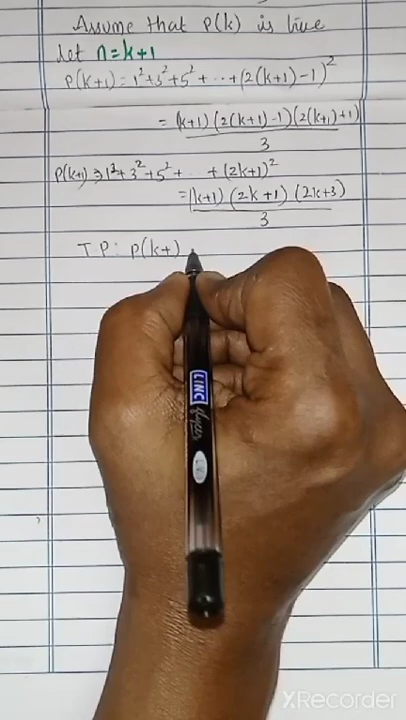 Assume that P(k) is true
let n=k+1
P(k+1)=1²+3²+5²+...+(2(k+1)-1)²
=(k+1)(2(k+1)-1)(2(k+1)+1)
3
P(k+1)⇒1²+3²+5²+...+(2k+1)²
=(k+1)(2k+1)(2k+3)
3
T P: P(k+)
LINC
XRecorder